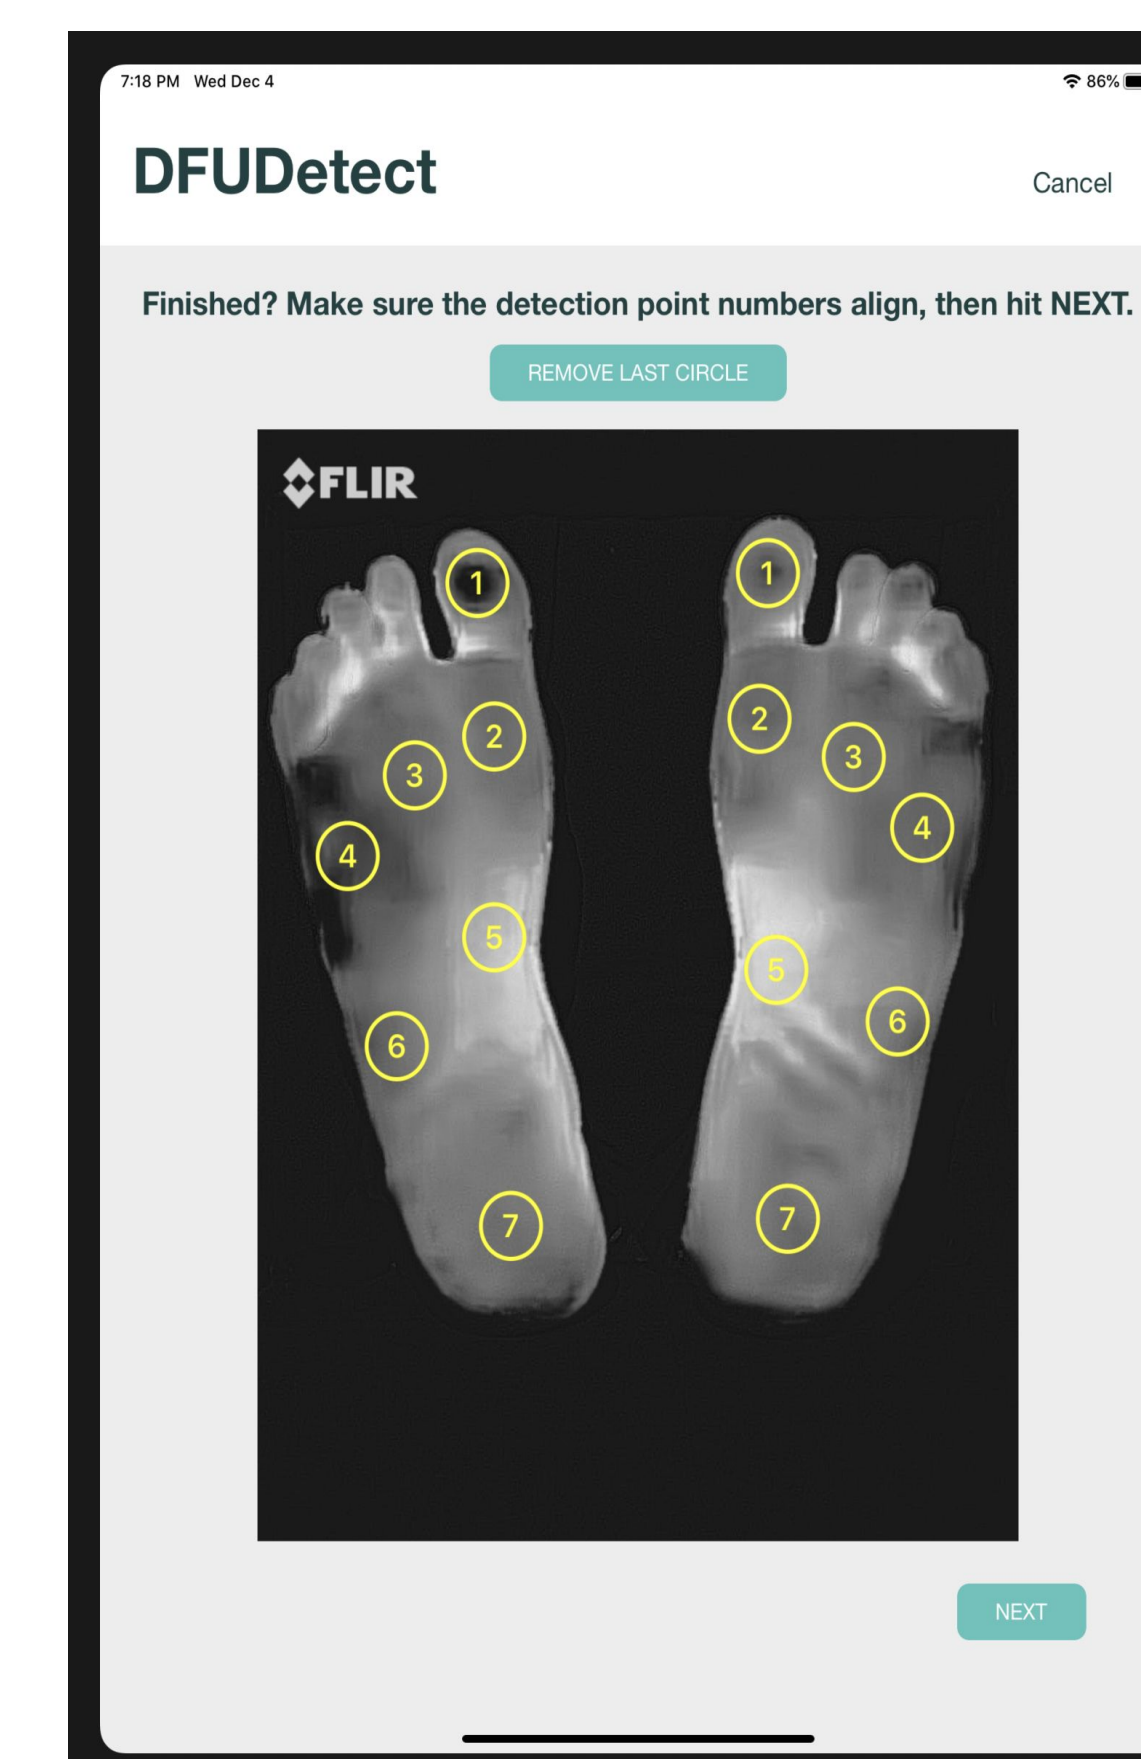 7:18 PM Wed Dec 4
86%
DFUDetect
Cancel
Finished? Make sure the detection point numbers align, then hit NEXT.
REMOVE LAST CIRCLE
FLIR
1 1
2 2
3 3
4 4
5 5
6 6
7 7
NEXT